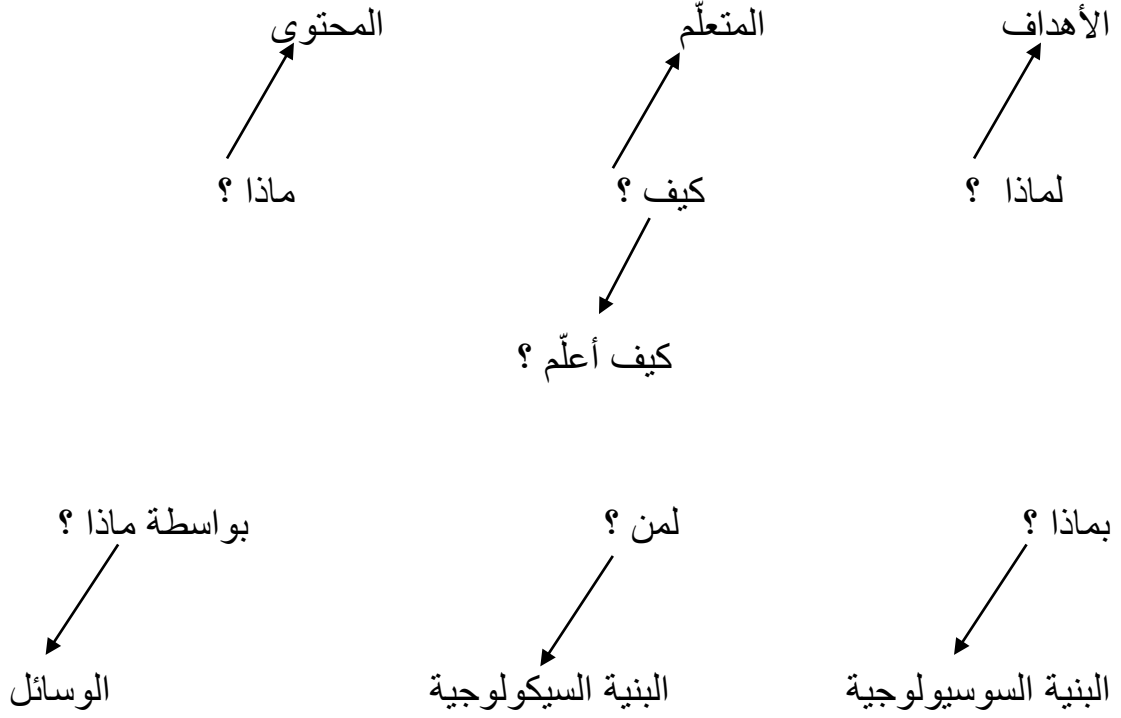 الأهداف المتعلّم المحتوى
لماذا ؟ كيف ؟ ماذا ؟
كيف أعلّم ؟
بماذا ؟ لمن ؟ بواسطة ماذا ؟
البنية السوسيولوجية البنية السيكولوجية الوسائل